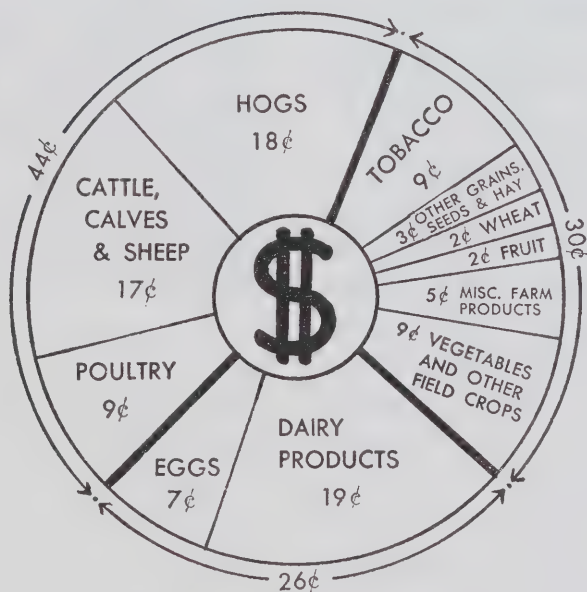 HOGS
18¢
TOBACCO
9¢
3¢ OTHER GRAINS,
SEEDS & HAY
2¢ WHEAT
2¢ FRUIT
30¢
5¢ MISC. FARM
PRODUCTS
9¢ VEGETABLES
AND OTHER
FIELD CROPS
44¢
CATTLE,
CALVES
& SHEEP
17¢
$
POULTRY
9¢
EGGS
7¢
DAIRY
PRODUCTS
19¢
26¢